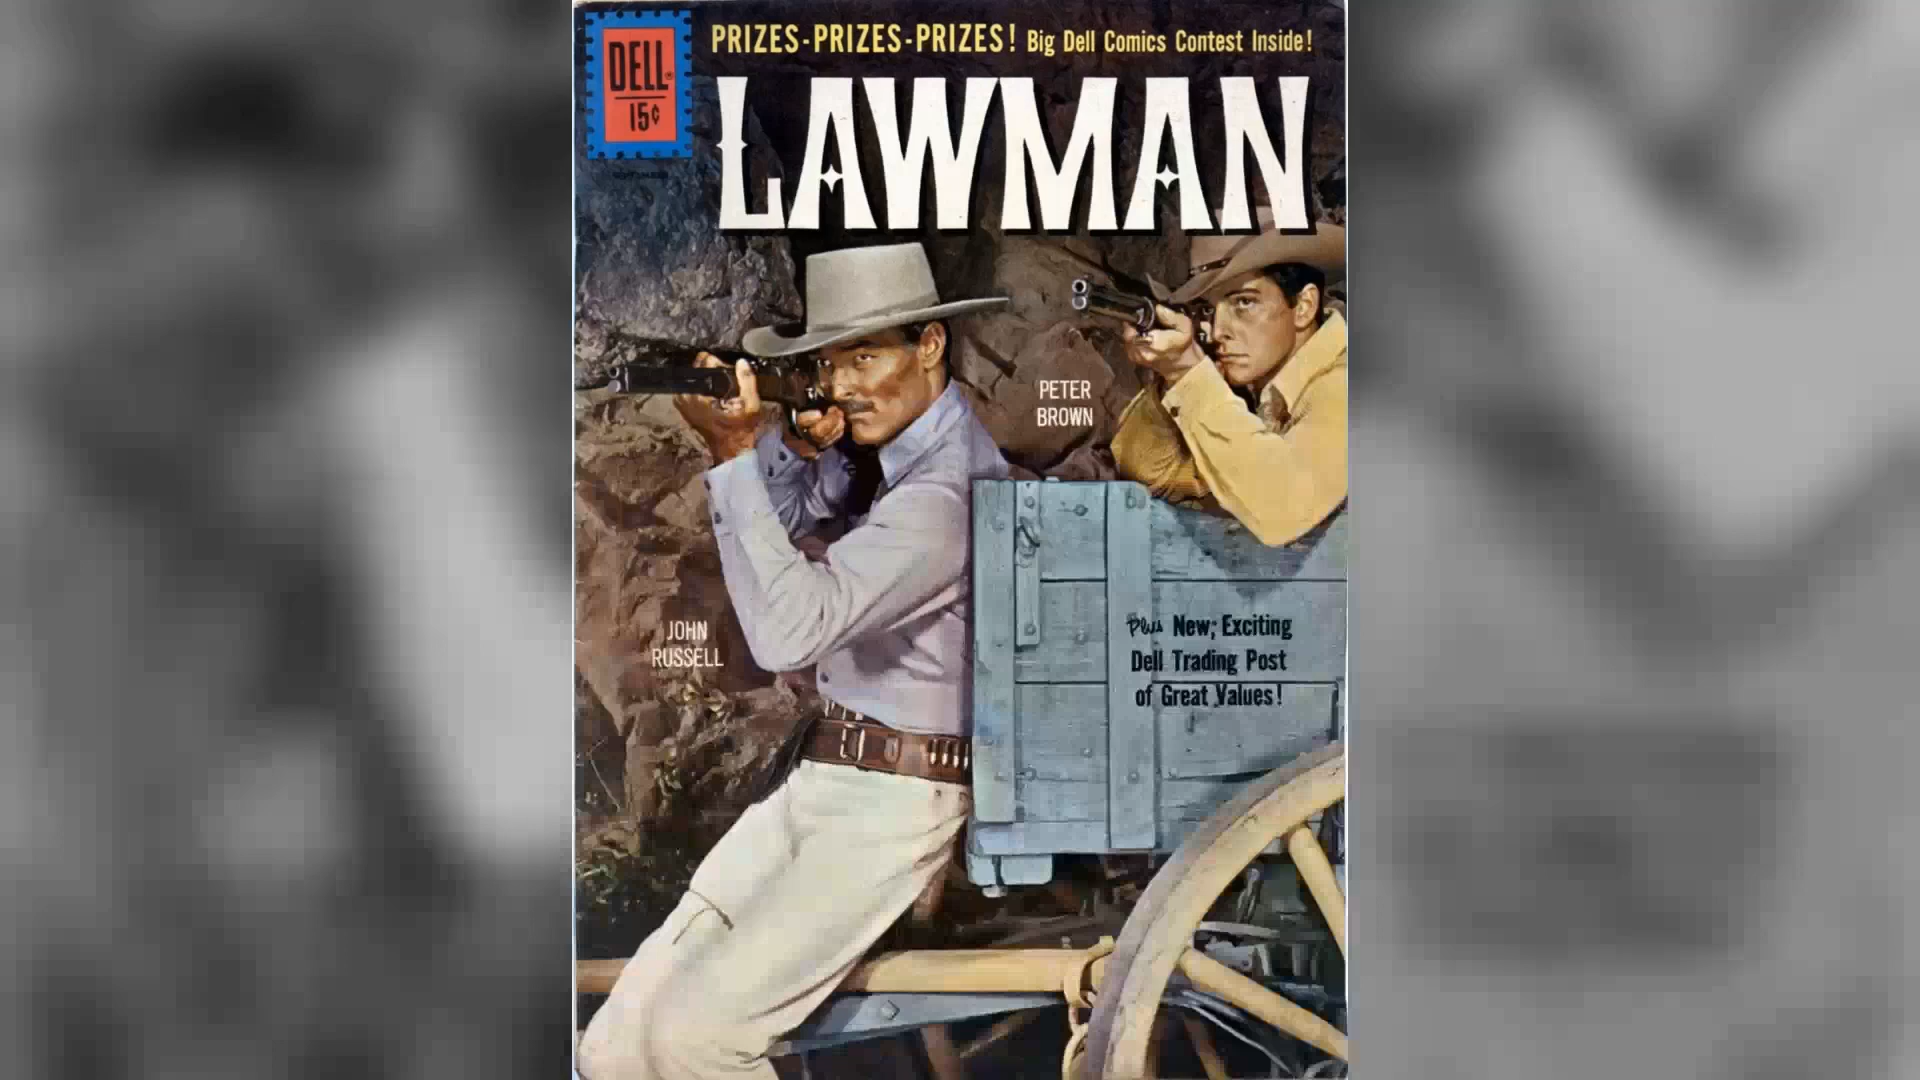 PRIZES-PRIZES-PRIZES! Big Dell Comics Contest Inside!
DELL®
15¢
LAWMAN
PETER
BROWN
JOHN
RUSSELL
Plus New, Exciting
Dell Trading Post
of Great Values!